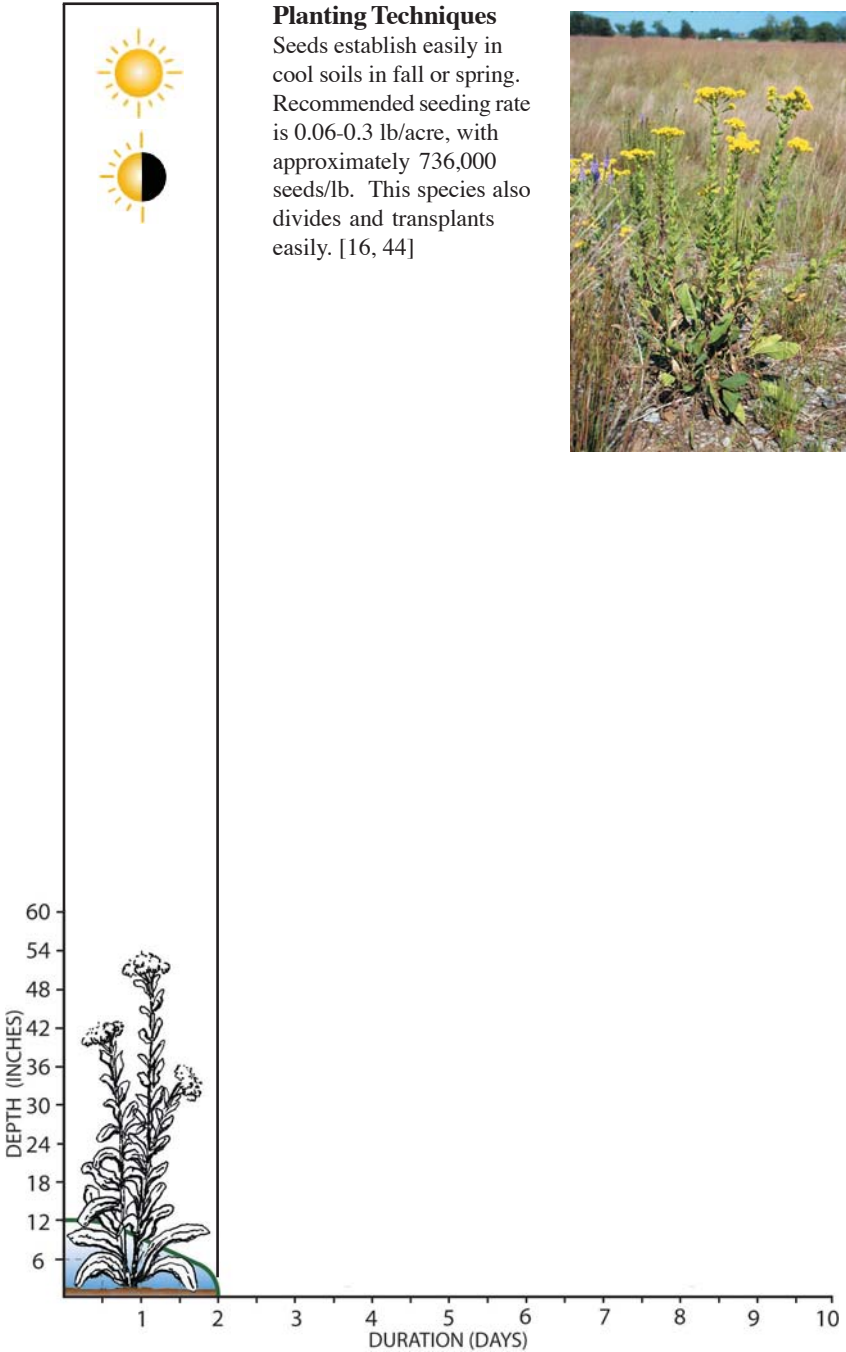 Planting Techniques
Seeds establish easily in
cool soils in fall or spring.
Recommended seeding rate
is 0.06-0.3 lb/acre, with
approximately 736,000
seeds/lb.  This species also
divides and transplants
easily. [16, 44]
60
54
48
42
36
30
24
18
12
6
DEPTH (INCHES)
1 2 3 4 5 6 7 8 9 10
DURATION (DAYS)